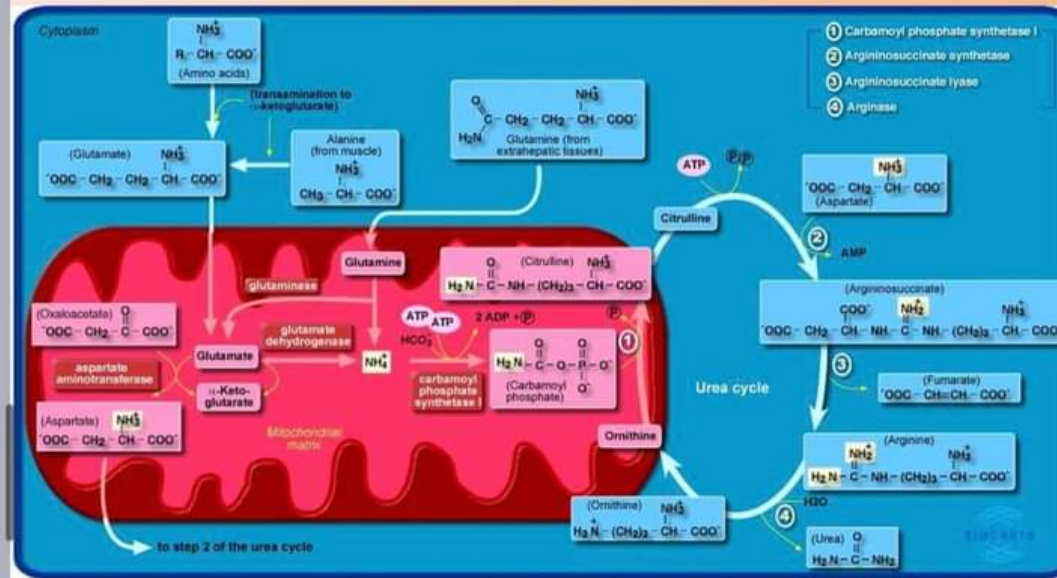 Cytoplasm
NH₃⁺
R - CH - COO⁻
(Amino acids)
(transamination to
α-ketoglutarate)
(Glutamate) NH₃⁺
⁻OOC - CH₂ - CH₂ - CH - COO⁻
Alanine
(from muscle)
NH₃⁺
CH₃ - CH - COO⁻
O NH₃⁺
C - CH₂ - CH₂ - CH - COO⁻
H₂N
Glutamine (from
extrahepatic tissues)
① Carbamoyl phosphate synthetase I
② Argininosuccinate synthetase
③ Argininosuccinate lyase
④ Arginase
ATP
PPi
Citrulline
NH₃⁺
⁻OOC - CH₂ - CH - COO⁻
(Aspartate)
②
AMP
Glutamine
glutaminase
O (Citrulline) NH₃⁺
H₂N - C - NH - (CH₂)₃ - CH - COO⁻
(Oxaloacetate) O
⁻OOC - CH₂ - C - COO⁻
aspartate
aminotransferase
Glutamate
glutamate
dehydrogenase
NH₄⁺
α-Keto-
glutarate
ATP ATP
2 ADP + P
HCO₃⁻
carbamoyl
phosphate
synthetase I
O O
H₂N - C - O - P - O⁻
O⁻
(Carbamoyl
phosphate)
P
①
(Aspartate) NH₃⁺
⁻OOC - CH₂ - CH - COO⁻
Mitochondrial
matrix
Ornithine
to step 2 of the urea cycle
Urea cycle
(Argininosuccinate)
COO⁻ NH₂⁺ NH₃⁺
⁻OOC - CH₂ - CH - NH - C - NH - (CH₂)₃ - CH - COO⁻
③
(Fumarate)
⁻OOC - CH=CH - COO⁻
(Arginine)
NH₂⁺ NH₃⁺
H₂N - C - NH - (CH₂)₃ - CH - COO⁻
H2O
④
(Ornithine) NH₃⁺
H₃N⁺ - (CH₂)₃ - CH - COO⁻
(Urea) O
H₂N - C - NH₂